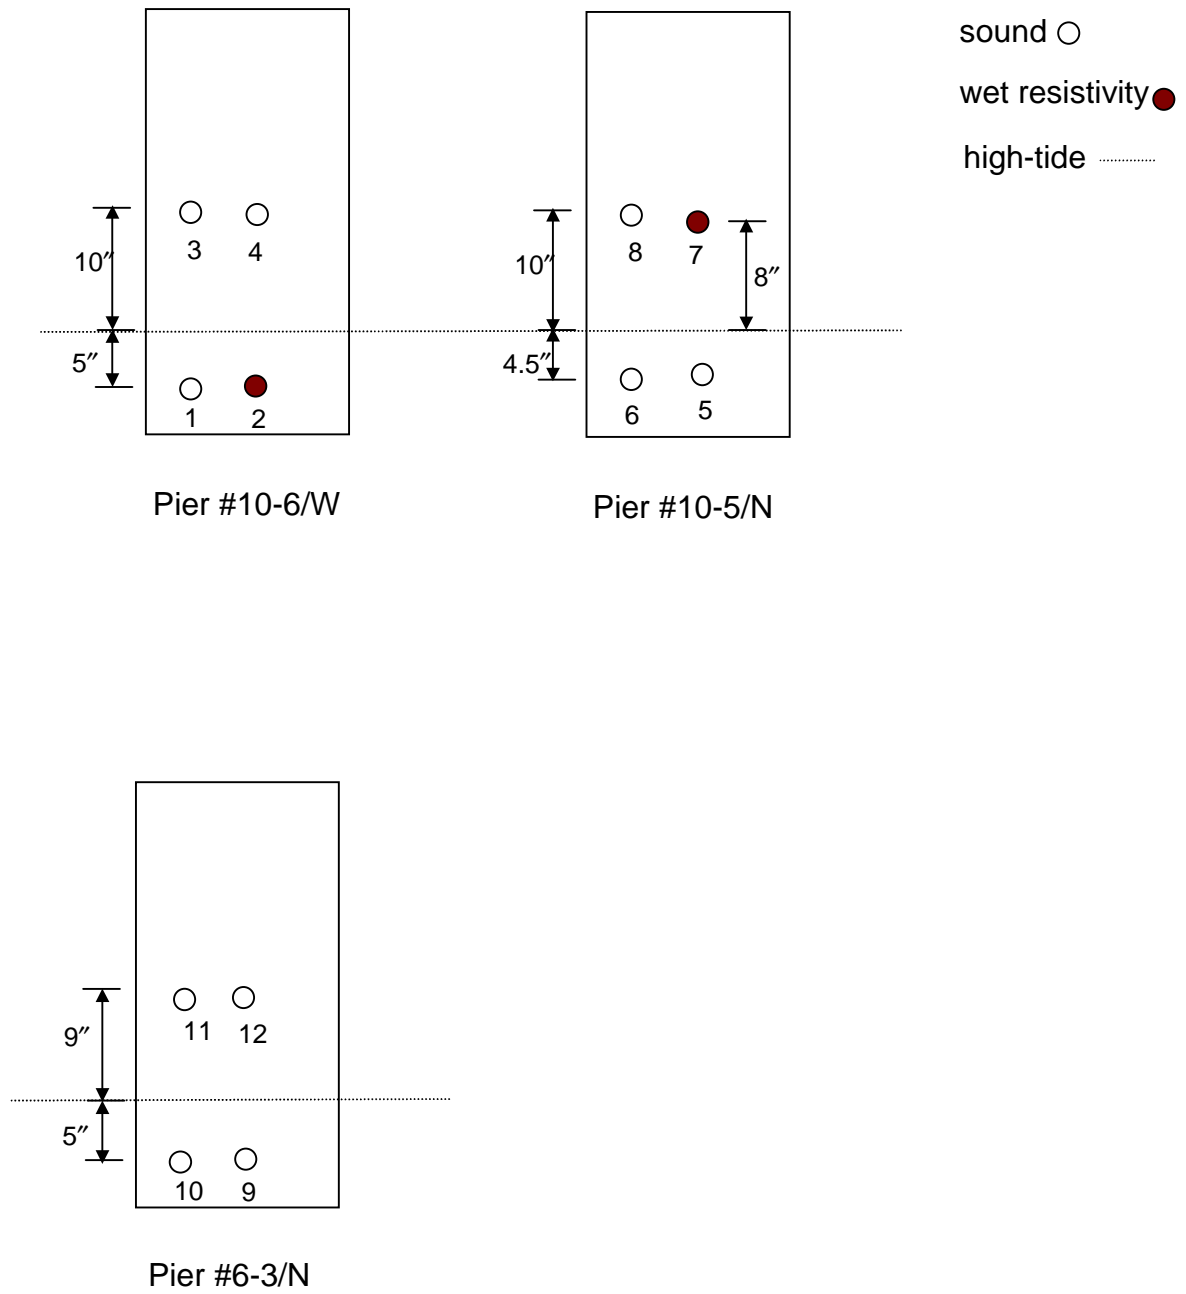 sound
wet resistivity
high-tide
3 4
10″
5″
1 2
Pier #10-6/W
8 7
10″
8″
4.5″
6 5
Pier #10-5/N
11 12
9″
5″
10 9
Pier #6-3/N